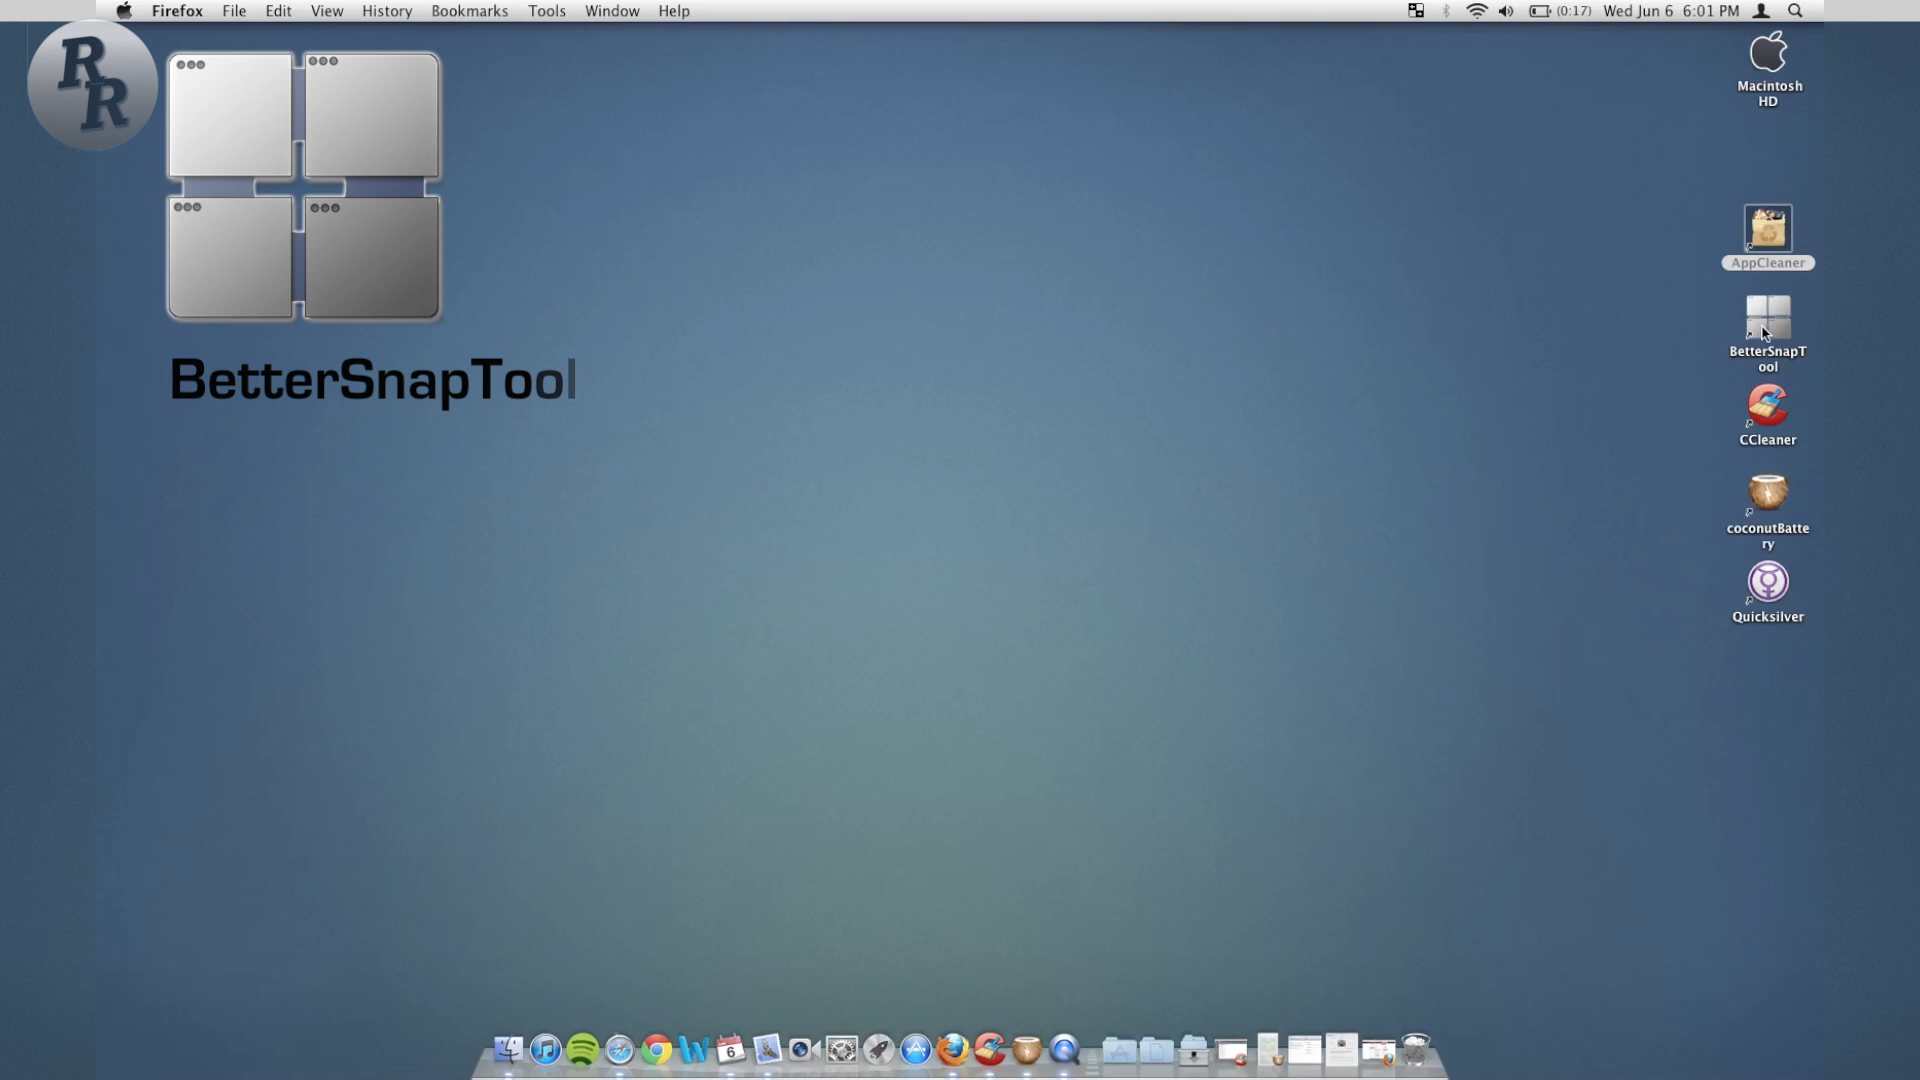 Firefox File Edit View History Bookmarks Tools Window Help
(0:17) Wed Jun 6 6:01 PM
RR
Macintosh
HD
AppCleaner
BetterSnapT
ool
BetterSnapTool
CCleaner
coconutBatte
ry
Quicksilver
W
6